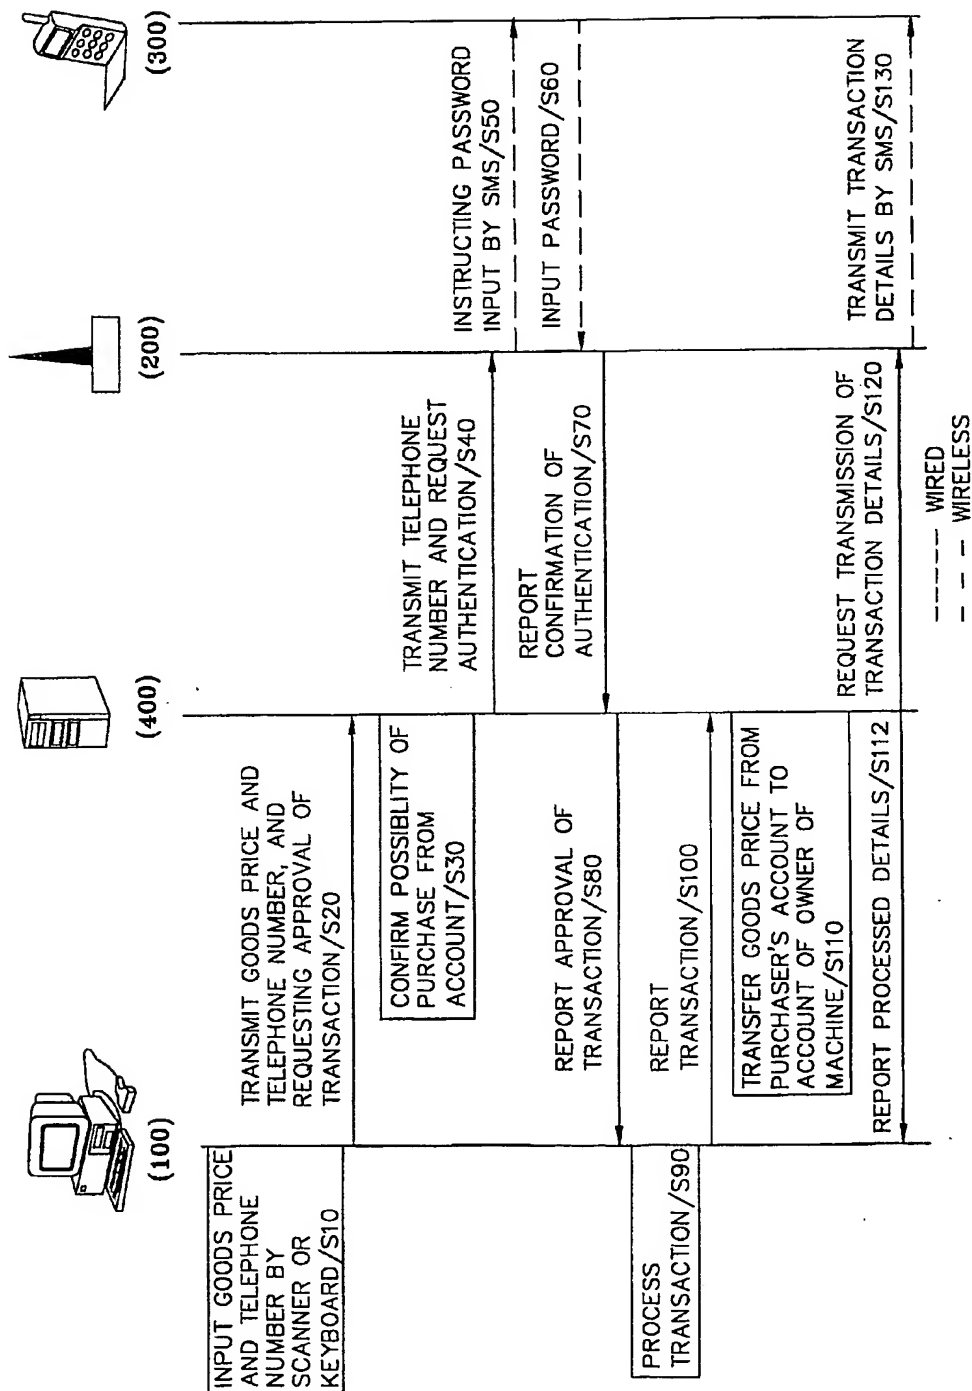 (100)
(400)
(200)
(300)
INPUT GOODS PRICE
AND TELEPHONE
NUMBER BY
SCANNER OR
KEYBOARD/S10
TRANSMIT GOODS PRICE AND
TELEPHONE NUMBER, AND
REQUESTING APPROVAL OF
TRANSACTION/S20
CONFIRM POSSIBLITY OF
PURCHASE FROM
ACCOUNT/S30
TRANSMIT TELEPHONE
NUMBER AND REQUEST
AUTHENTICATION/S40
INSTRUCTING PASSWORD
INPUT BY SMS/S50
INPUT PASSWORD/S60
REPORT
CONFIRMATION OF
AUTHENTICATION/S70
REPORT APPROVAL OF
TRANSACTION/S80
PROCESS
TRANSACTION/S90
REPORT
TRANSACTION/S100
TRANSFER GOODS PRICE FROM
PURCHASER'S ACCOUNT TO
ACCOUNT OF OWNER OF
MACHINE/S110
REPORT PROCESSED DETAILS/S112
REQUEST TRANSMISSION OF
TRANSACTION DETAILS/S120
TRANSMIT TRANSACTION
DETAILS BY SMS/S130
WIRED
WIRELESS